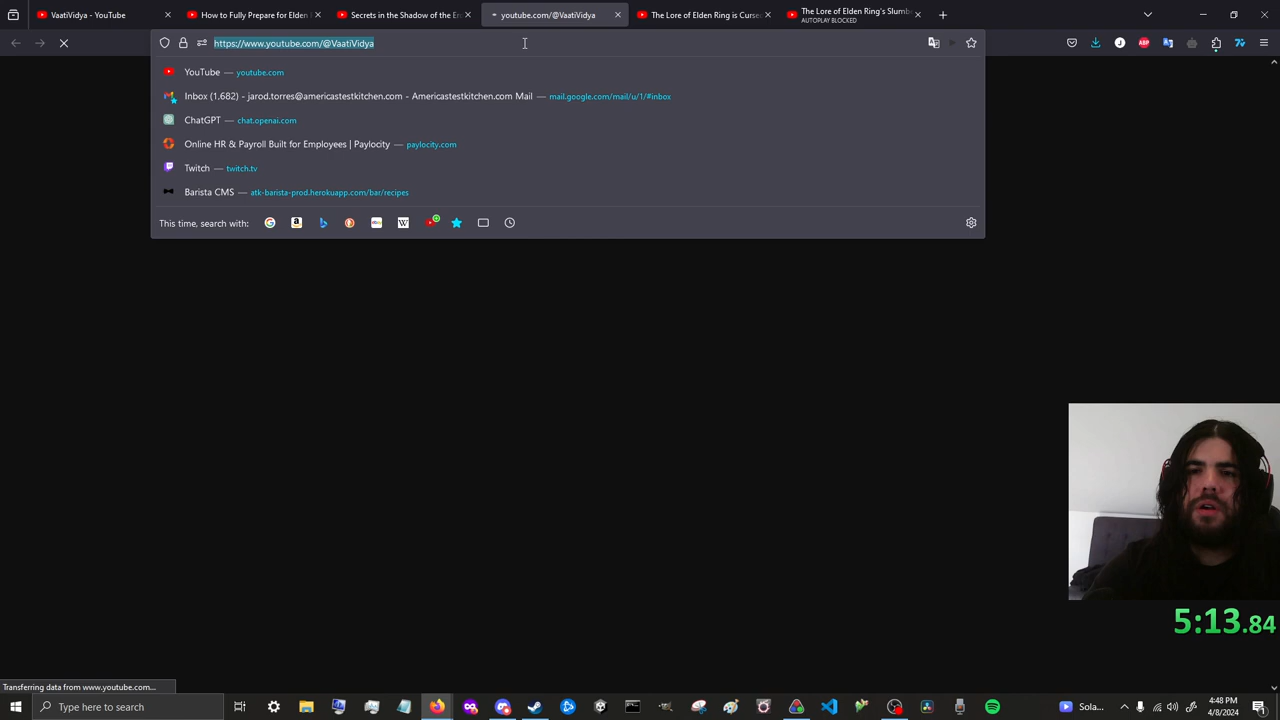 VaatiVidya - YouTube
How to Fully Prepare for Elden
Secrets in the Shadow of the Er
youtube.com/@VaatiVidya
The Lore of Elden Ring is Curse
The Lore of Elden Ring's Slumb
AUTOPLAY BLOCKED
https://www.youtube.com/@VaatiVidya
YouTube — youtube.com
Inbox (1,682) - jarod.torres@americastestkitchen.com - Americastestkitchen.com Mail — mail.google.com/mail/u/1/#inbox
ChatGPT — chat.openai.com
Online HR & Payroll Built for Employees | Paylocity — paylocity.com
Twitch — twitch.tv
Barista CMS — atk-barista-prod.herokuapp.com/bar/recipes
This time, search with:
5:13.84
Transferring data from www.youtube.com...
Type here to search
Sola...
4:48 PM
4/8/2024